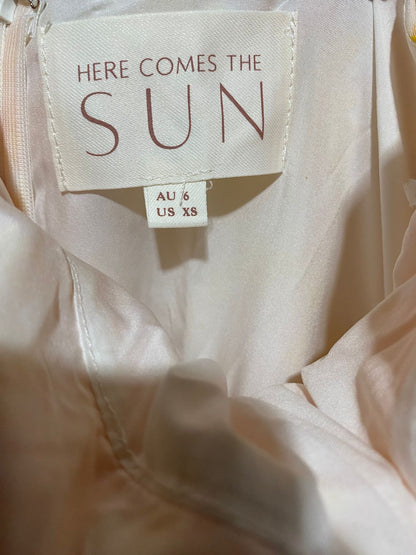 HERE COMES THE
SUN
AU 6
US XS